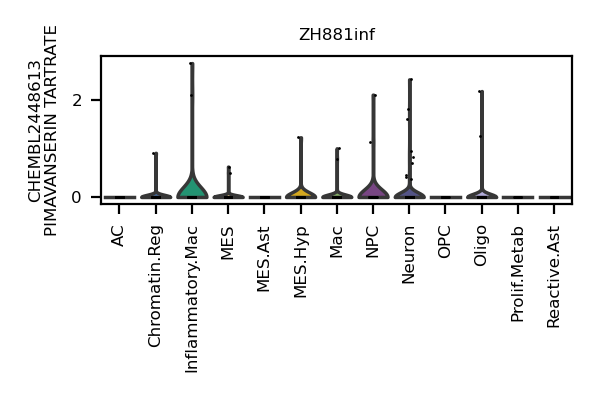 ZH881inf
CHEMBL2448613
PIMAVANSERIN TARTRATE
2
0
AC
Chromatin.Reg
Inflammatory.Mac
MES
MES.Ast
MES.Hyp
Mac
NPC
Neuron
OPC
Oligo
Prolif.Metab
Reactive.Ast